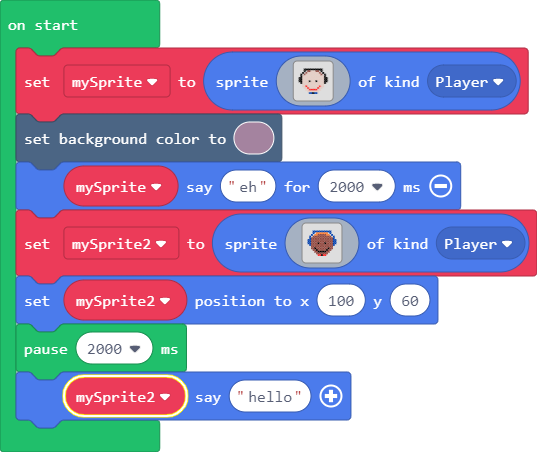 on start
set mySprite to sprite of kind Player
set background color to
mySprite say "eh" for 2000 ms
set mySprite2 to sprite of kind Player
set mySprite2 position to x 100 y 60
pause 2000 ms
mySprite2 say "hello"